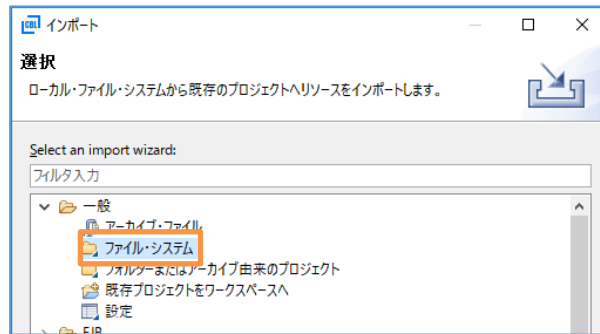 CBL インポート
選択
ローカル・ファイル・システムから既存のプロジェクトへリソースをインポートします。
Select an import wizard:
フィルタ入力
一般
アーカイブ・ファイル
ファイル・システム
フォルダーまたはアーカイブ由来のプロジェクト
既存プロジェクトをワークスペースへ
設定
EJB